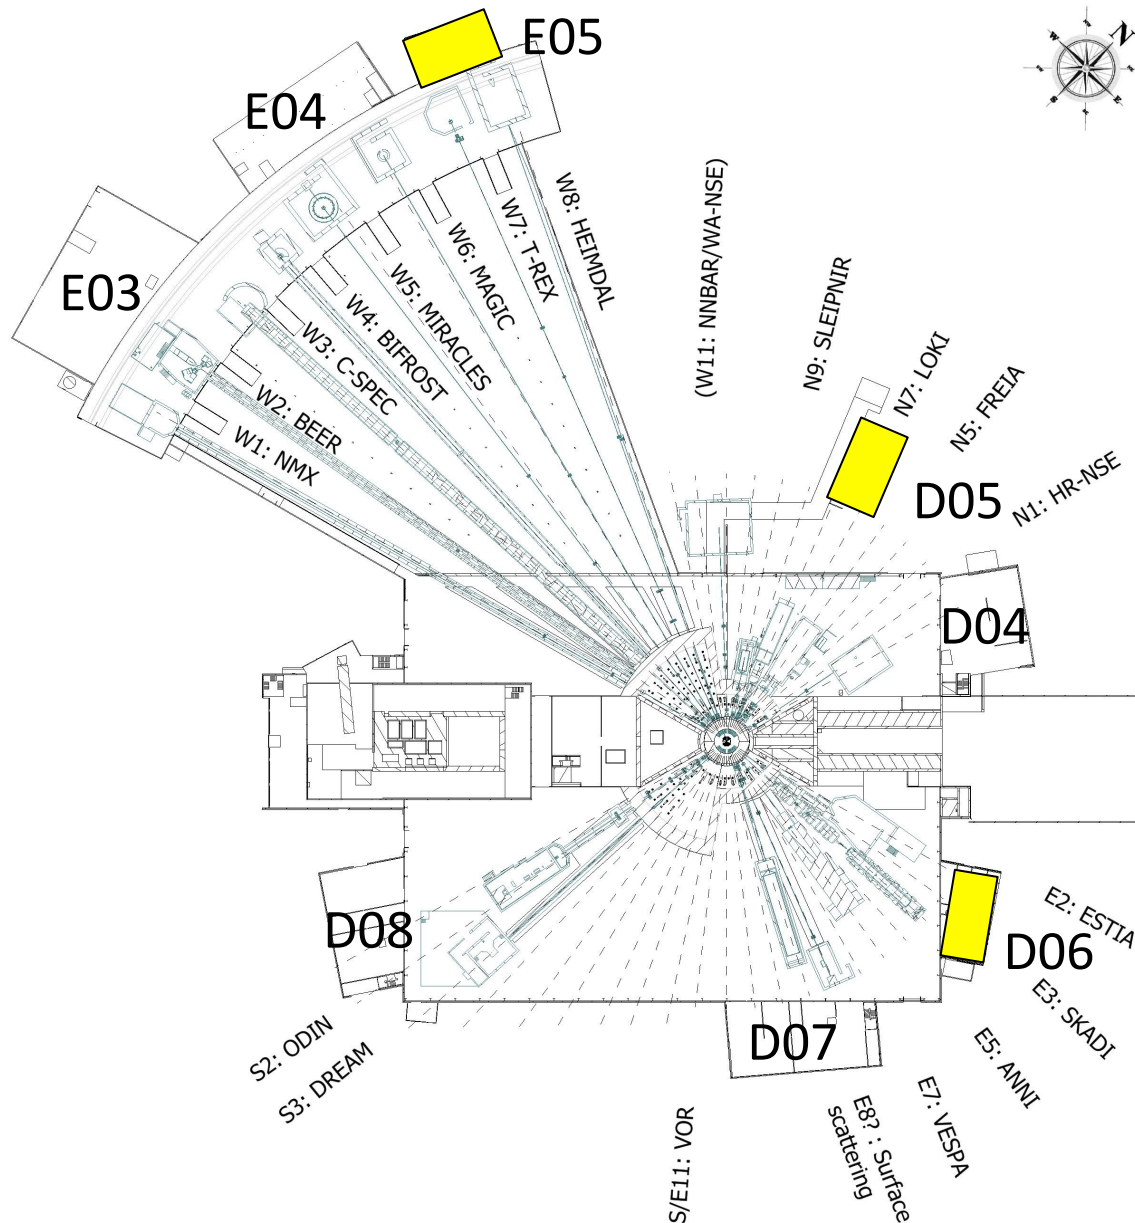 E05
N
E04
W
E
S
E03
W8: HEIMDAL
W7: T-REX
W6: MAGIC
W5: MIRACLES
W4: BIFROST
W3: C-SPEC
W2: BEER
W1: NMX
(W11: NNBAR/WA-NSE)
N9: SLEIPNIR
N7: LOKI
N5: FREIA
N1: HR-NSE
D05
D04
D08
D06
D07
E2: ESTIA
E3: SKADI
E5: ANNI
E7: VESPA
E8? : Surface
scattering
S/E11: VOR
S2: ODIN
S3: DREAM